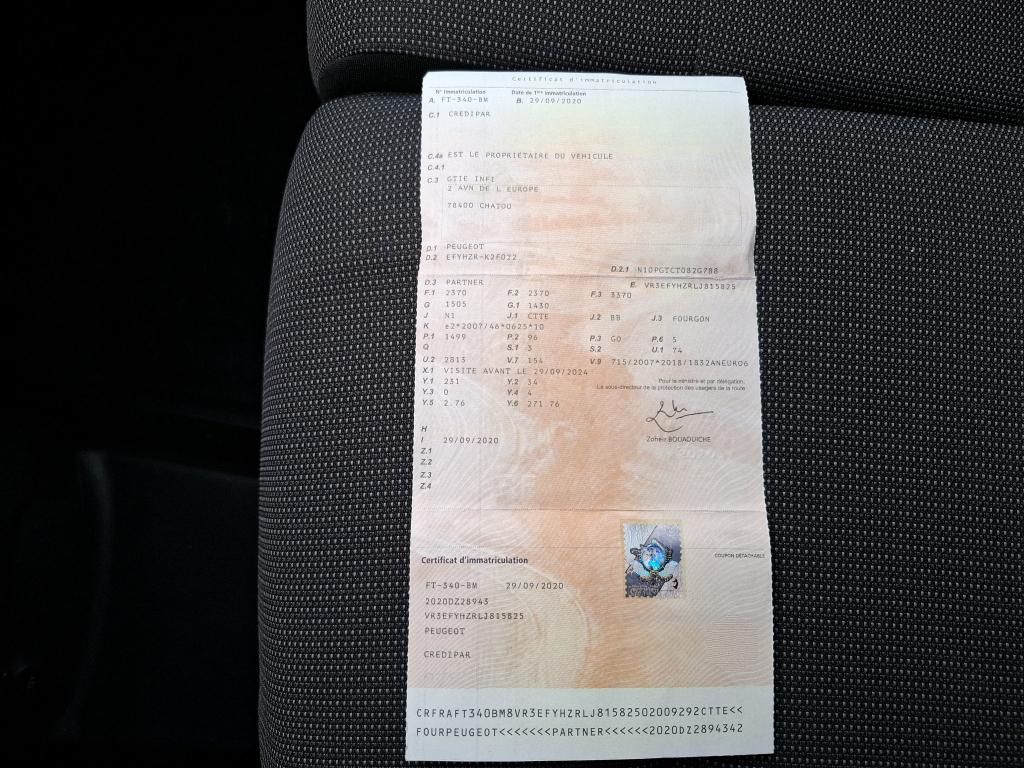 Certificat d'immatriculation
N° immatriculation Date de 1ère immatriculation
A. FT-340-BM B. 29/09/2020
C.1 CREDIPAR
C.4a EST LE PROPRIETAIRE DU VEHICULE
C.4.1
C.3 GTIE INFI
2 AVN DE L EUROPE
78400 CHATOU
D.1 PEUGEOT
D.2 EFYHZR-K2F022
D.2.1 N10PGTCT082G788
D.3 PARTNER E. VR3EFYHZRLJ815825
F.1 2370 F.2 2370 F.3 3370
G 1505 G.1 1430
J N1 J.1 CTTE J.2 BB J.3 FOURGON
K e2*2007/46*0625*10
P.1 1499 P.2 96 P.3 GO P.6 5
Q S.1 3 S.2 U.1 74
U.2 2813 V.7 154 V.9 715/2007*2018/1832ANEURO6
X.1 VISITE AVANT LE 29/09/2024
Y.1 231 Y.2 34
Y.3 0 Y.4 4
Y.5 2.76 Y.6 271.76
Pour le ministre et par délégation,
Le sous-directeur de la protection des usagers de la route
Zoheir BOUAOUICHE
H
I 29/09/2020
Z.1
Z.2
Z.3
Z.4
COUPON DÉTACHABLE
Certificat d'immatriculation
FT-340-BM 29/09/2020
2020DZ28943
VR3EFYHZRLJ815825
PEUGEOT
CREDIPAR
CRFRAFT340BM8VR3EFYHZRLJ81582502009292CTTE<<
FOURPEUGEOT<<<<<<<PARTNER<<<<<<2020DZ2894342